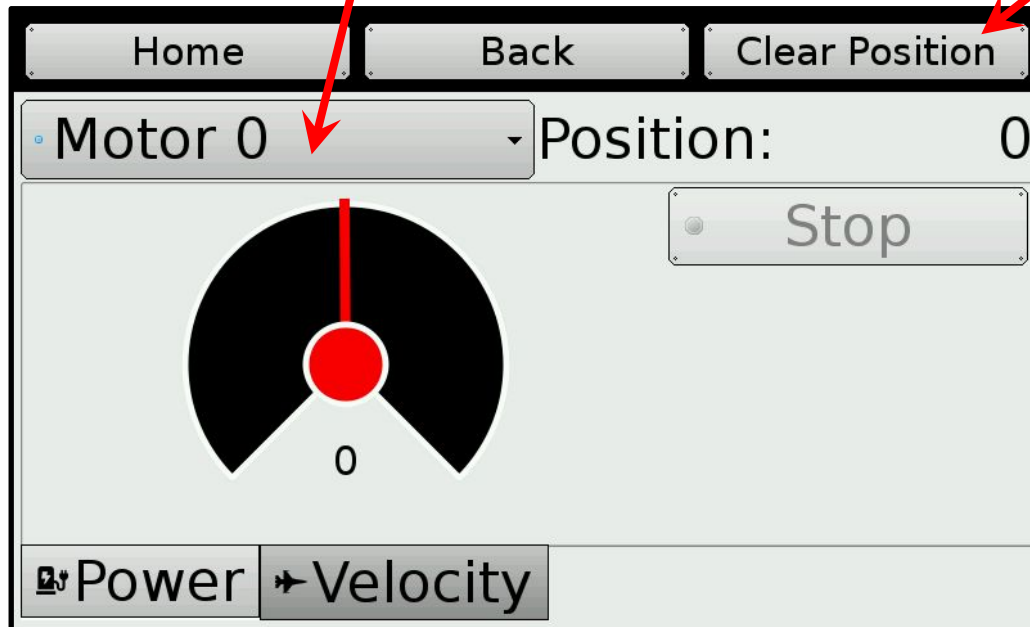 Home Back Clear Position
Motor 0 Position: 0
Stop
0
Power Velocity